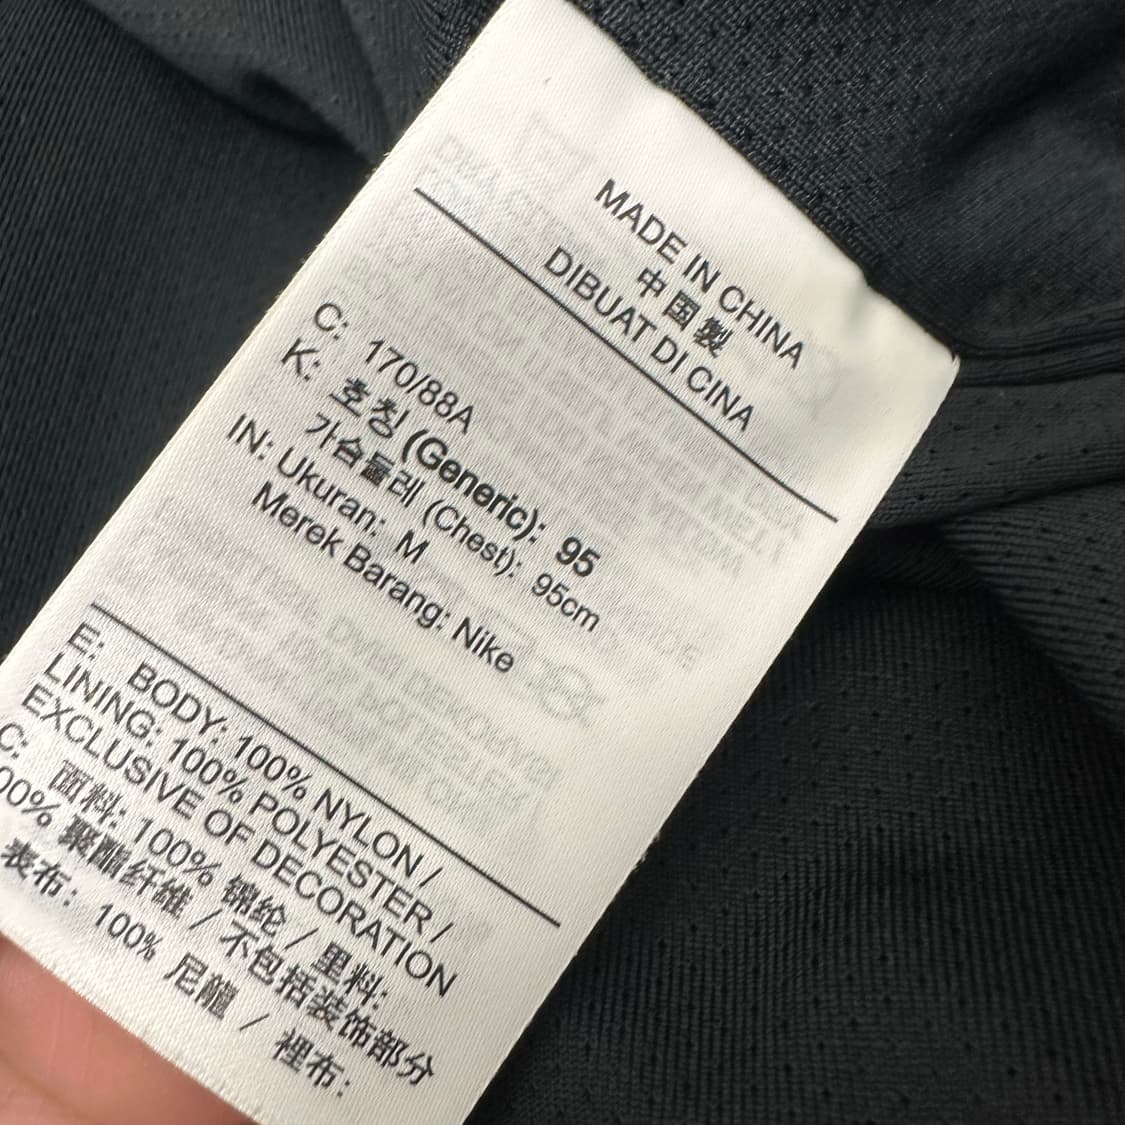 MADE IN CHINA
中国製
DIBUAT DI CINA
C: 170/88A
K: 호칭 (Generic): 95
가슴둘레 (Chest): 95cm
IN: Ukuran: M
Merek Barang: Nike
E: BODY: 100% NYLON /
LINING: 100% POLYESTER /
EXCLUSIVE OF DECORATION
C: 面料: 100% 锦纶 / 里料:
00% 聚酯纤维 / 不包括装饰部分
表布: 100% 尼龍 / 裡布: